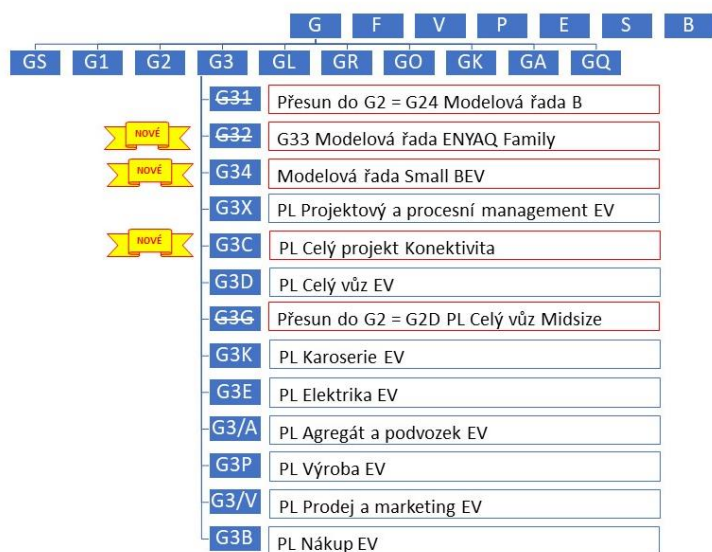 G F V P E S B
GS G1 G2 G3 GL GR GO GK GA GQ
G31 Přesun do G2 = G24 Modelová řada B
NOVÉ G32 G33 Modelová řada ENYAQ Family
NOVÉ G34 Modelová řada Small BEV
G3X PL Projektový a procesní management EV
NOVÉ G3C PL Celý projekt Konektivita
G3D PL Celý vůz EV
G3G Přesun do G2 = G2D PL Celý vůz Midsize
G3K PL Karoserie EV
G3E PL Elektrika EV
G3/A PL Agregát a podvozek EV
G3P PL Výroba EV
G3/V PL Prodej a marketing EV
G3B PL Nákup EV